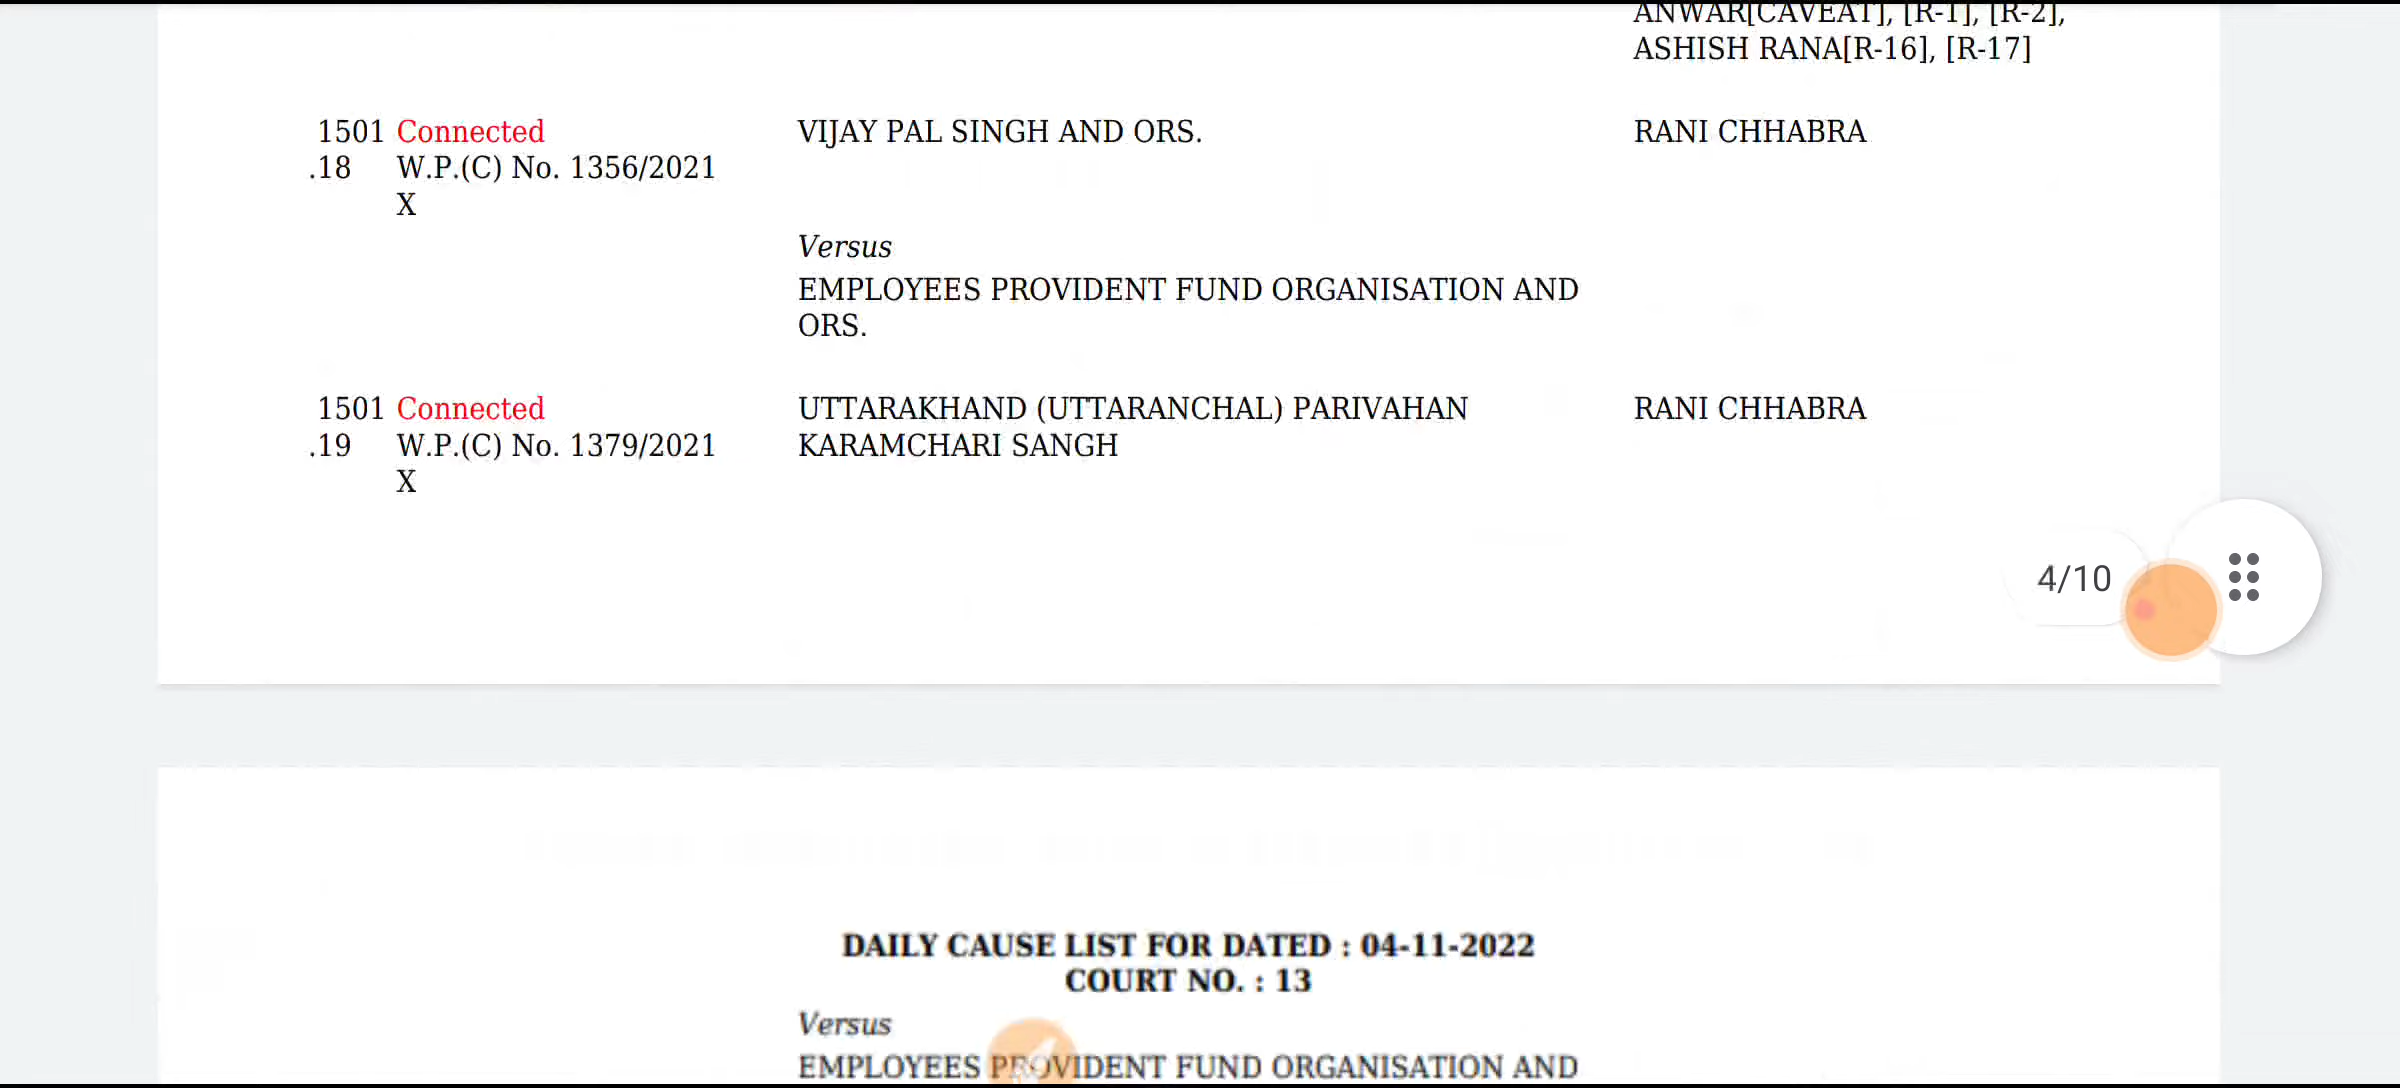 ANWAR[CAVEAT], [R-1], [R-2],
ASHISH RANA[R-16], [R-17]
1501 Connected VIJAY PAL SINGH AND ORS. RANI CHHABRA
.18 W.P.(C) No. 1356/2021
X
Versus
EMPLOYEES PROVIDENT FUND ORGANISATION AND
ORS.
1501 Connected UTTARAKHAND (UTTARANCHAL) PARIVAHAN RANI CHHABRA
.19 W.P.(C) No. 1379/2021 KARAMCHARI SANGH
X
4/10
DAILY CAUSE LIST FOR DATED : 04-11-2022
COURT NO. : 13
Versus
EMPLOYEES PROVIDENT FUND ORGANISATION AND